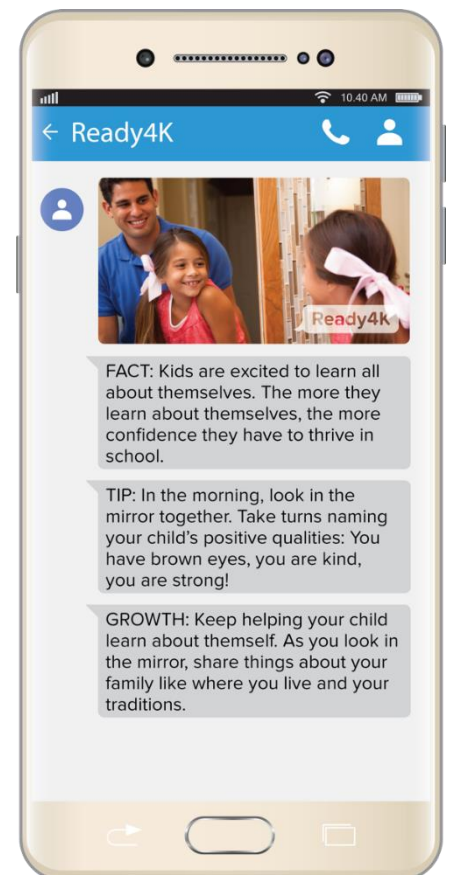 10.40 AM
Ready4K
Ready4K
FACT: Kids are excited to learn all
about themselves. The more they
learn about themselves, the more
confidence they have to thrive in
school.
TIP: In the morning, look in the
mirror together. Take turns naming
your child's positive qualities: You
have brown eyes, you are kind,
you are strong!
GROWTH: Keep helping your child
learn about themself. As you look in
the mirror, share things about your
family like where you live and your
traditions.